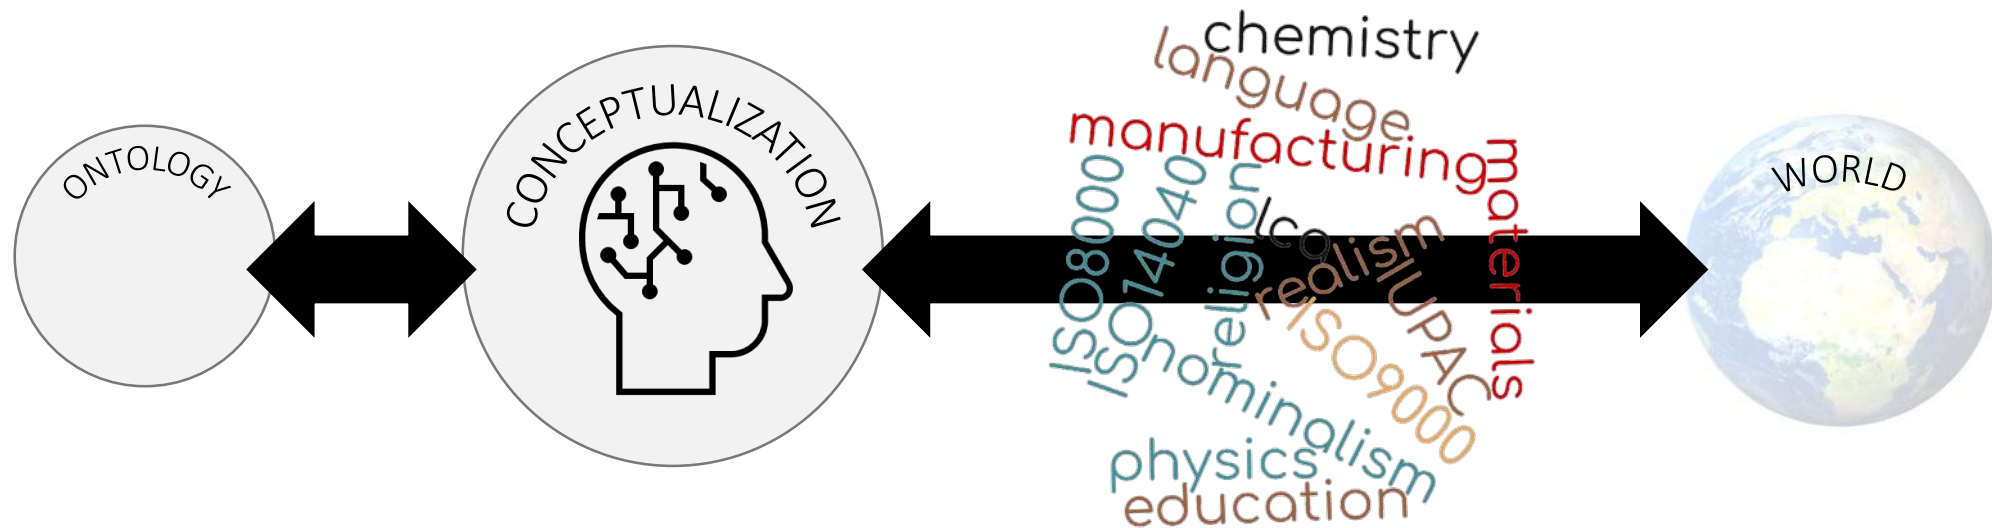 ONTOLOGY
CONCEPTUALIZATION
chemistry
language
manufacturing
materials
ISO8000
ISO14040
religion
lca
realism
IUPAC
ISO9000
nominalism
physics
education
WORLD